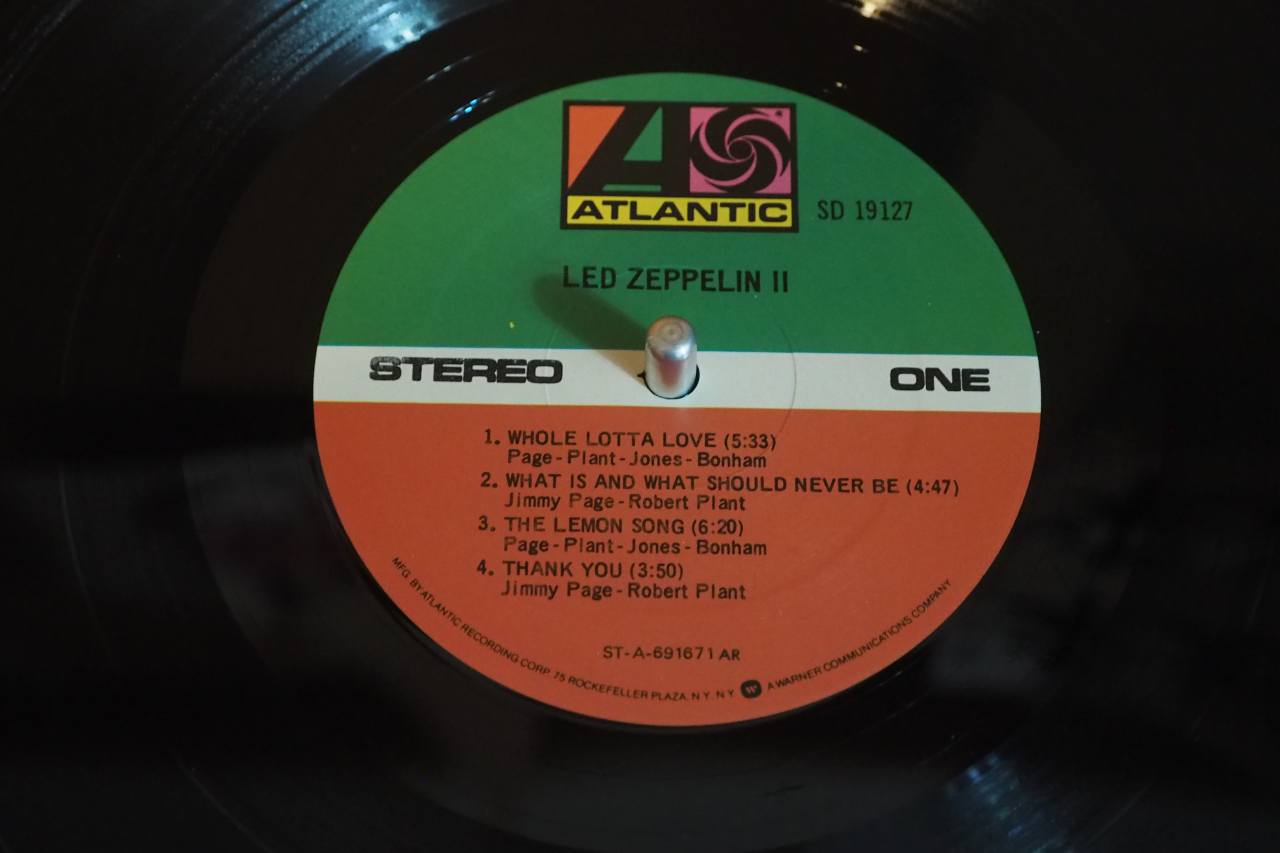 ATLANTIC
SD 19127
LED ZEPPELIN II
STEREO
ONE
1. WHOLE LOTTA LOVE (5:33)
Page-Plant-Jones-Bonham
2. WHAT IS AND WHAT SHOULD NEVER BE (4:47)
Jimmy Page-Robert Plant
3. THE LEMON SONG (6:20)
Page-Plant-Jones-Bonham
4. THANK YOU (3:50)
Jimmy Page-Robert Plant
ST-A-691671 AR
MFG. BY ATLANTIC RECORDING CORP. 75 ROCKEFELLER PLAZA, N.Y. N.Y. W A WARNER COMMUNICATIONS COMPANY